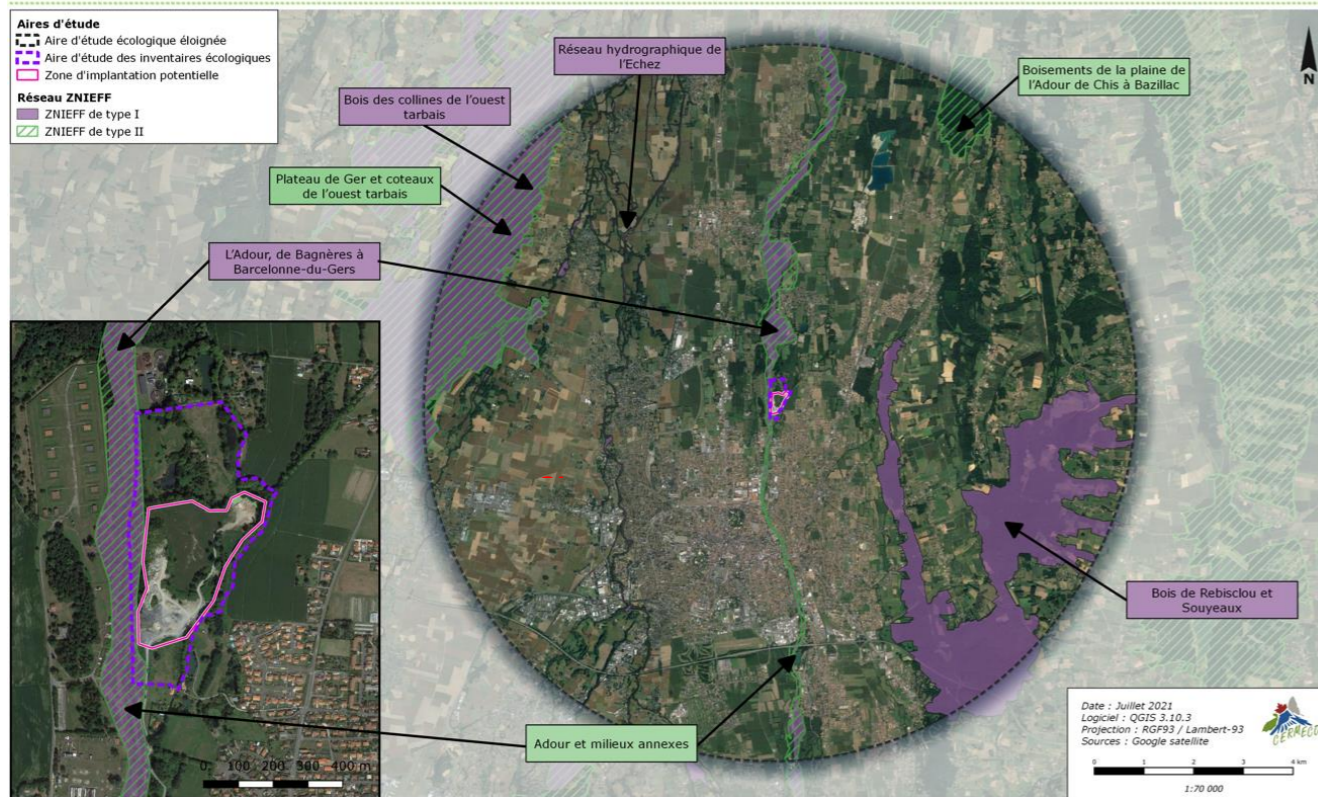 Aires d'étude
Aire d'étude écologique éloignée
Aire d'étude des inventaires écologiques
Zone d'implantation potentielle
Réseau ZNIEFF
ZNIEFF de type I
ZNIEFF de type II
Réseau hydrographique de
l'Echez
N
Boisements de la plaine de
l'Adour de Chis à Bazillac
Bois des collines de l'ouest
tarbais
Plateau de Ger et coteaux
de l'ouest tarbais
L'Adour, de Bagnères à
Barcelonne-du-Gers
Bois de Rebisclou et
Souyeaux
Adour et milieux annexes
0 100 200 300 400 m
Date : Juillet 2021
Logiciel : QGIS 3.10.3
Projection : RGF93 / Lambert-93
Sources : Google satellite
CERMECO
0 1 2 3 4 km
1:70 000